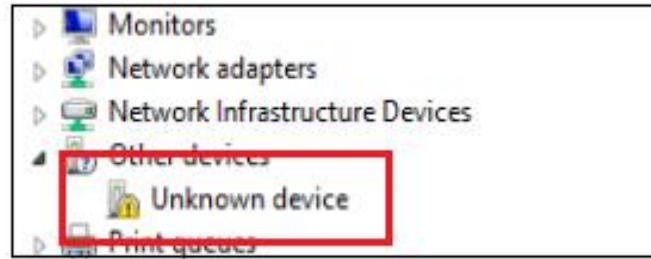 Monitors
Network adapters
Network Infrastructure Devices
Other devices
Unknown device
Print queues